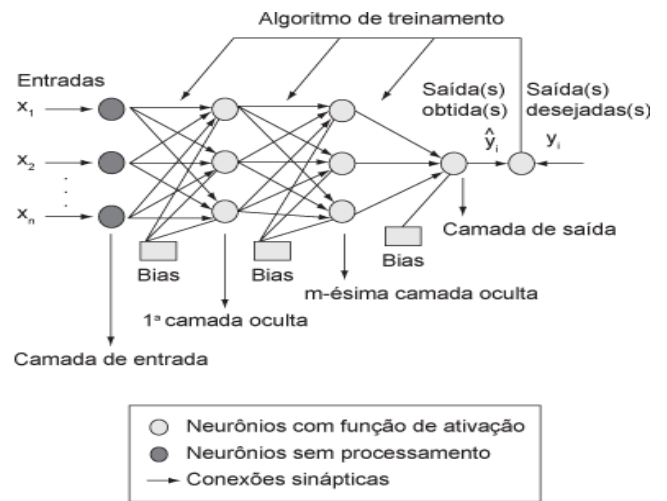 Algoritmo de treinamento
Entradas
Saída(s) obtida(s)
Saída(s) desejadas(s)
x1
x2
xn
ŷi
yi
Bias
Bias
Bias
Camada de saída
m-ésima camada oculta
1ª camada oculta
Camada de entrada
Neurônios com função de ativação
Neurônios sem processamento
Conexões sinápticas